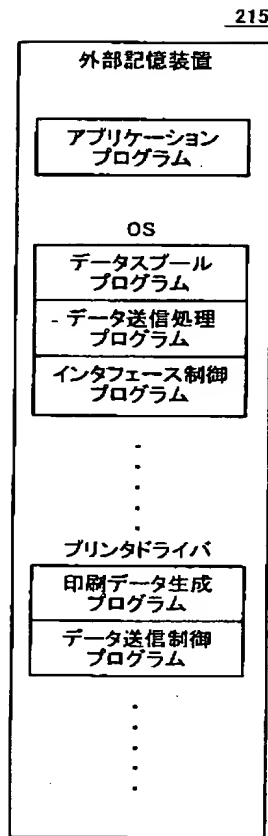 215
外部記憶装置
アプリケーション
プログラム
OS
データスプール
プログラム
データ送信処理
プログラム
インタフェース制御
プログラム
プリンタドライバ
印刷データ生成
プログラム
データ送信制御
プログラム